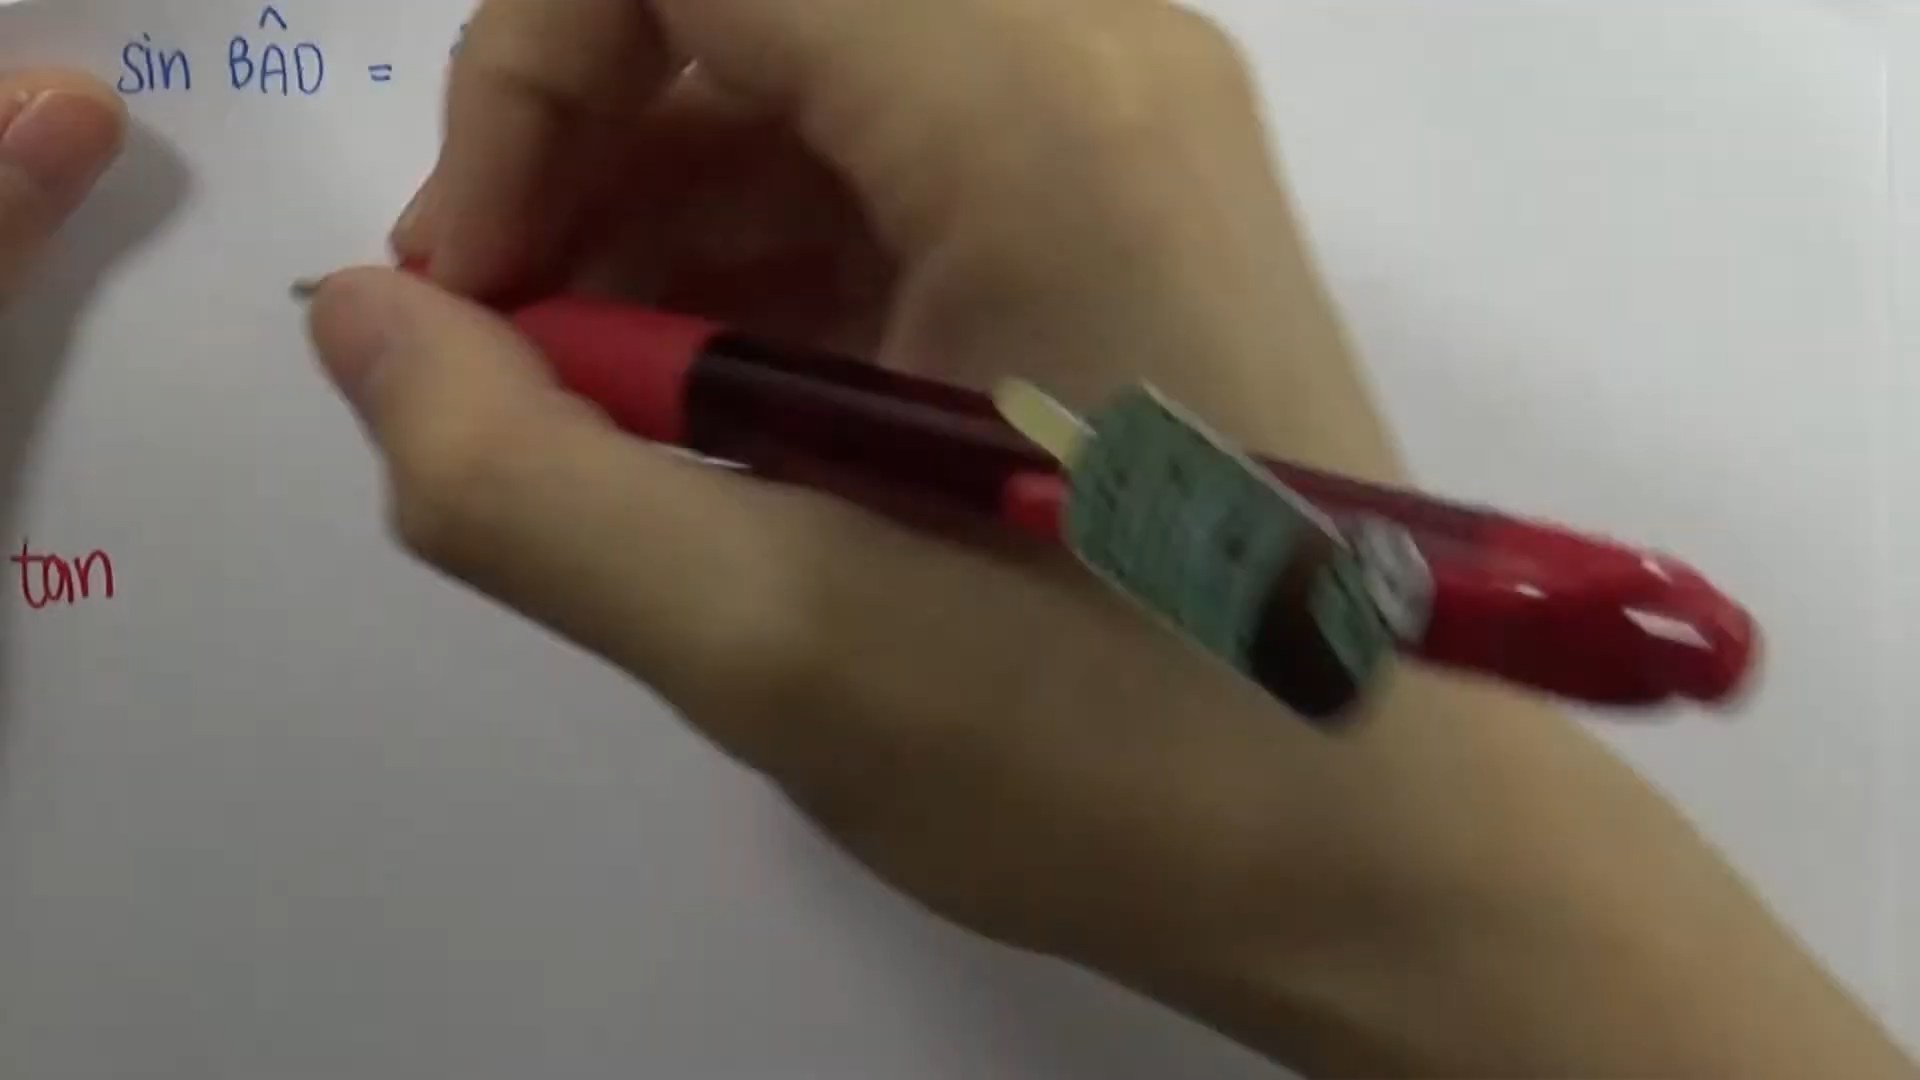 sin BÂD =
tan